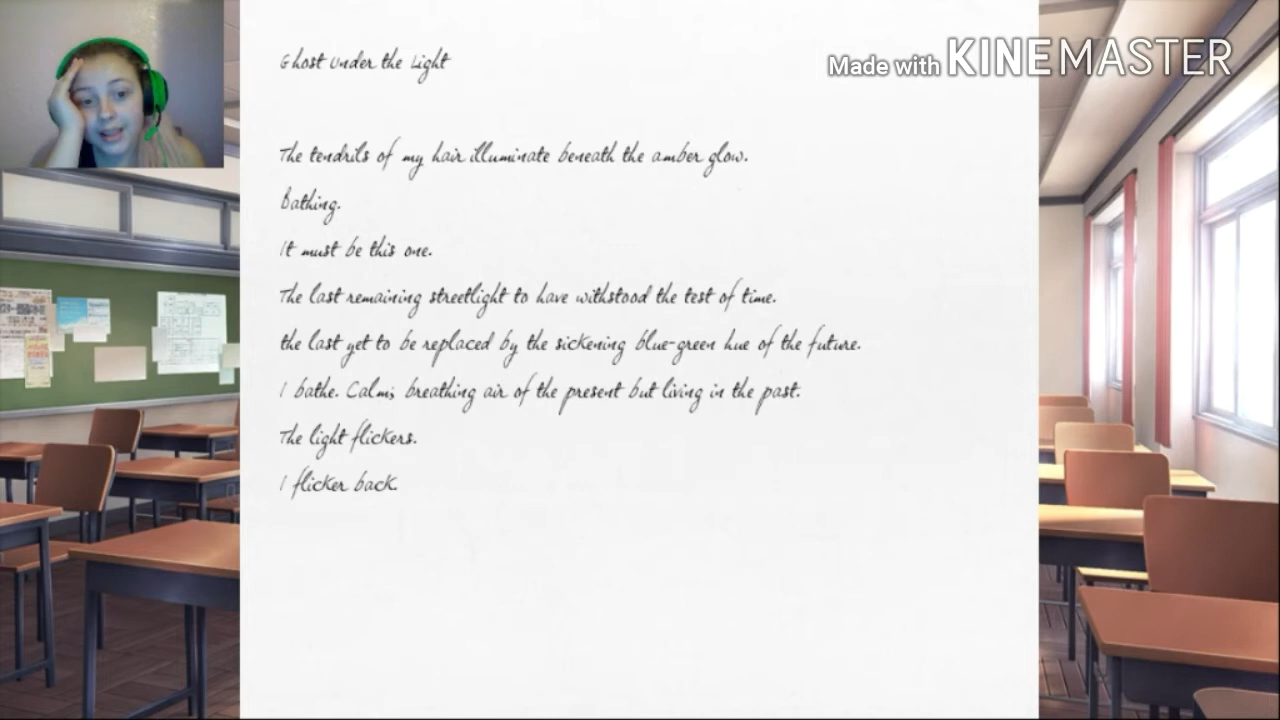 Ghost Under the Light
Made with KINEMASTER
The tendrils of my hair illuminate beneath the amber glow.
Bathing.
It must be this one.
The last remaining streetlight to have withstood the test of time.
the last yet to be replaced by the sickening blue-green hue of the future.
I bathe. Calm; breathing air of the present but living in the past.
The light flickers.
I flicker back.